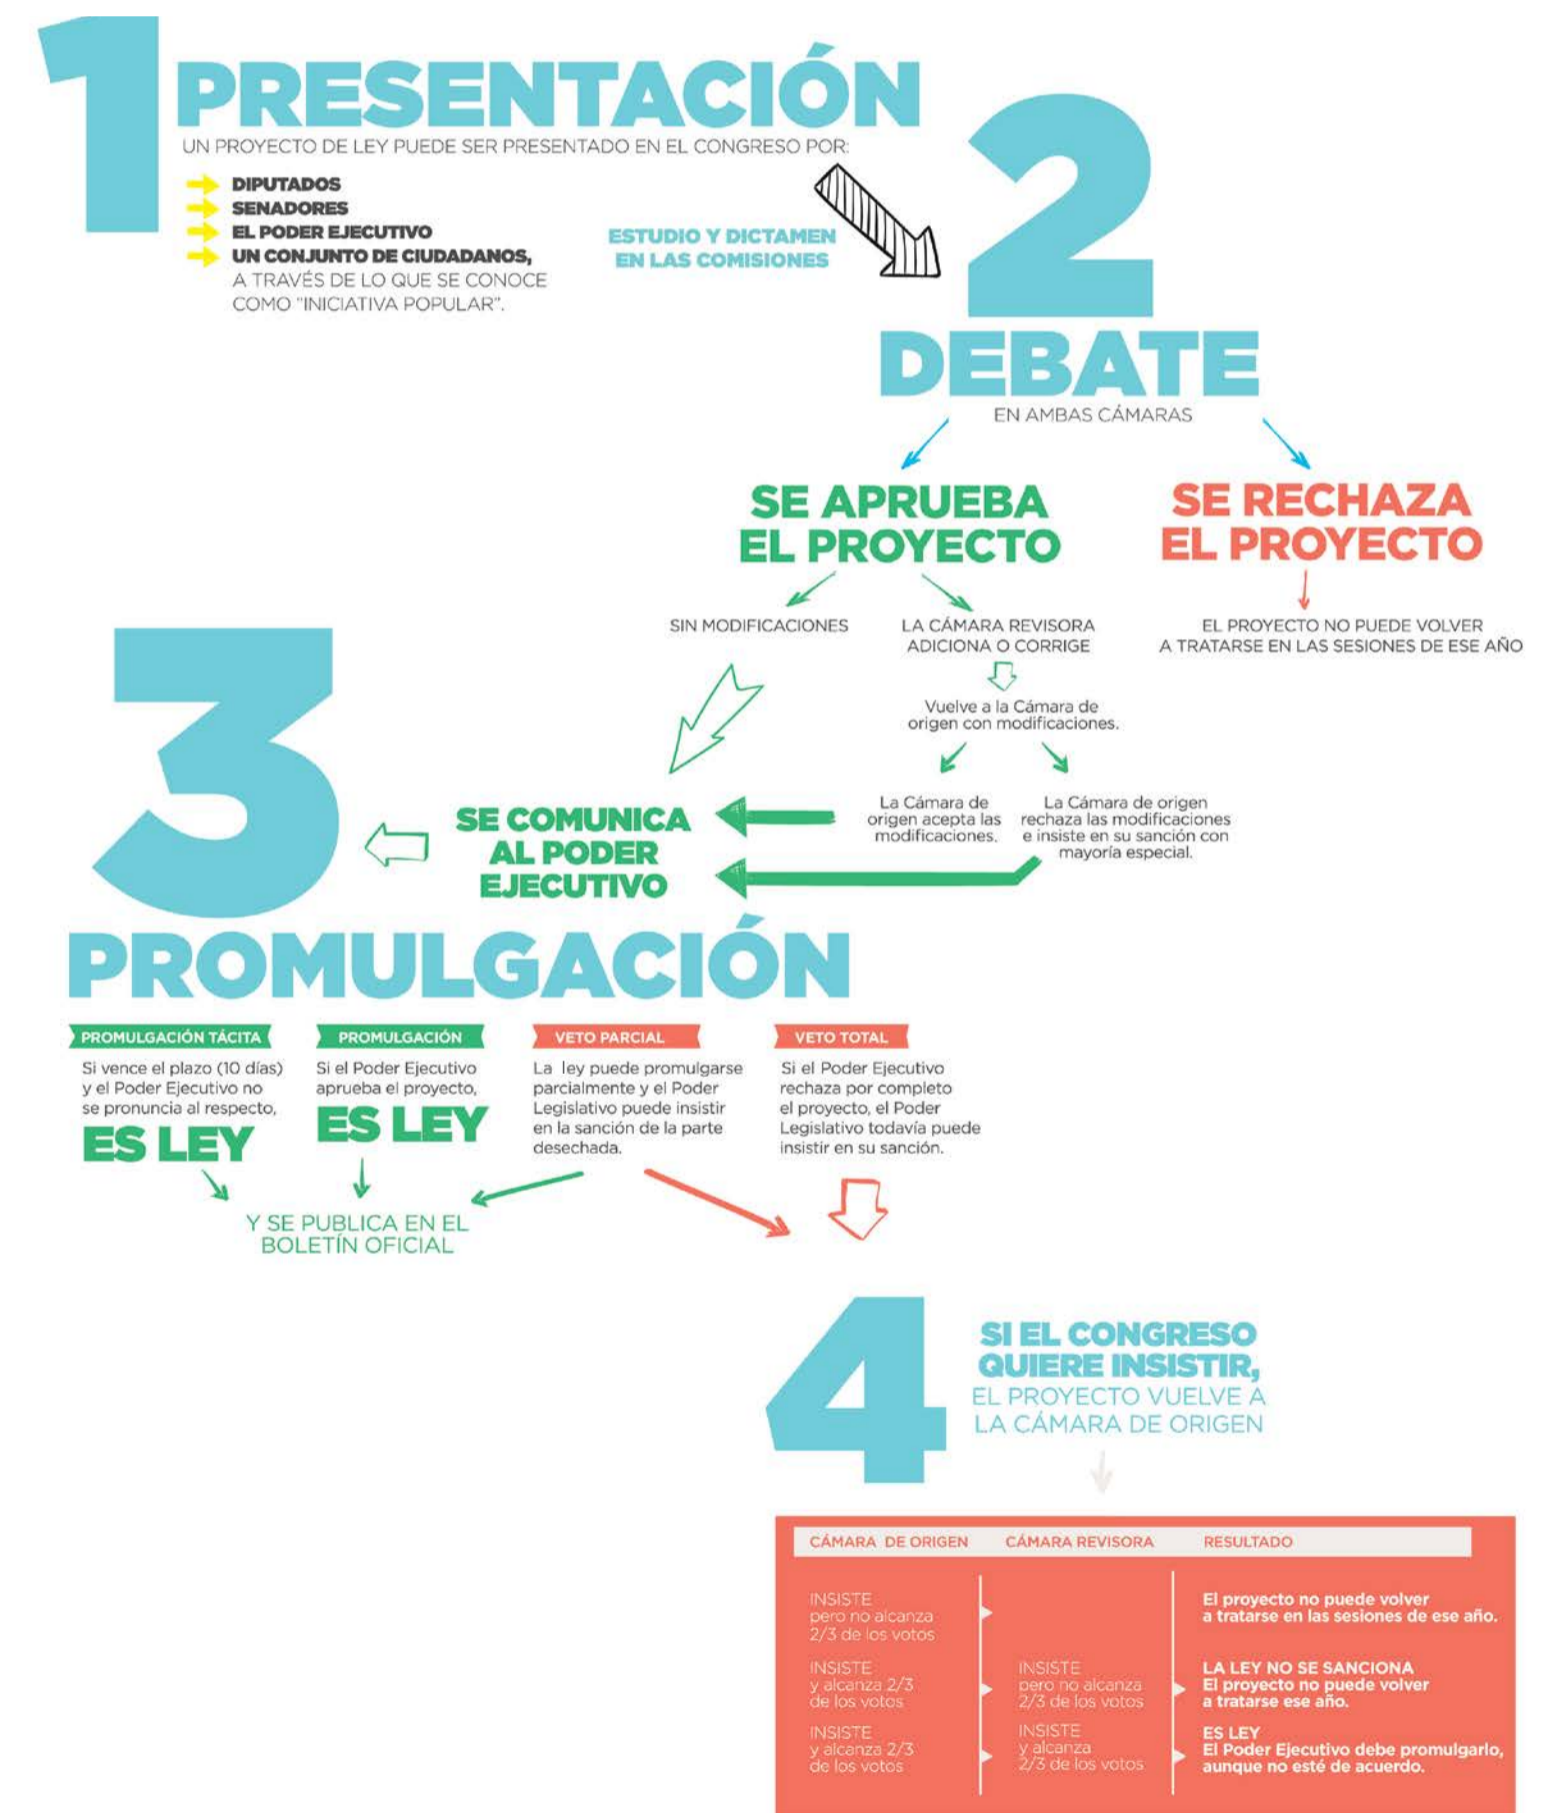 1
PRESENTACIÓN
UN PROYECTO DE LEY PUEDE SER PRESENTADO EN EL CONGRESO POR:
DIPUTADOS
SENADORES
EL PODER EJECUTIVO
UN CONJUNTO DE CIUDADANOS,
A TRAVÉS DE LO QUE SE CONOCE
COMO "INICIATIVA POPULAR".
ESTUDIO Y DICTAMEN
EN LAS COMISIONES
2
DEBATE
EN AMBAS CÁMARAS
SE APRUEBA
EL PROYECTO
SE RECHAZA
EL PROYECTO
SIN MODIFICACIONES
LA CÁMARA REVISORA
ADICIONA O CORRIGE
EL PROYECTO NO PUEDE VOLVER
A TRATARSE EN LAS SESIONES DE ESE AÑO
Vuelve a la Cámara de
origen con modificaciones.
La Cámara de
origen acepta las
modificaciones.
La Cámara de origen
rechaza las modificaciones
e insiste en su sanción con
mayoría especial.
SE COMUNICA
AL PODER
EJECUTIVO
3
PROMULGACIÓN
PROMULGACIÓN TÁCITA
Si vence el plazo (10 días)
y el Poder Ejecutivo no
se pronuncia al respecto,
ES LEY
PROMULGACIÓN
Si el Poder Ejecutivo
aprueba el proyecto,
ES LEY
VETO PARCIAL
La ley puede promulgarse
parcialmente y el Poder
Legislativo puede insistir
en la sanción de la parte
desechada.
VETO TOTAL
Si el Poder Ejecutivo
rechaza por completo
el proyecto, el Poder
Legislativo todavía puede
insistir en su sanción.
Y SE PUBLICA EN EL
BOLETÍN OFICIAL
4
SI EL CONGRESO
QUIERE INSISTIR,
EL PROYECTO VUELVE A
LA CÁMARA DE ORIGEN
CÁMARA DE ORIGEN CÁMARA REVISORA RESULTADO
INSISTE
pero no alcanza
2/3 de los votos
El proyecto no puede volver
a tratarse en las sesiones de ese año.
INSISTE
y alcanza 2/3
de los votos
INSISTE
pero no alcanza
2/3 de los votos
LA LEY NO SE SANCIONA
El proyecto no puede volver
a tratarse ese año.
INSISTE
y alcanza 2/3
de los votos
INSISTE
y alcanza
2/3 de los votos
ES LEY
El Poder Ejecutivo debe promulgarlo,
aunque no esté de acuerdo.